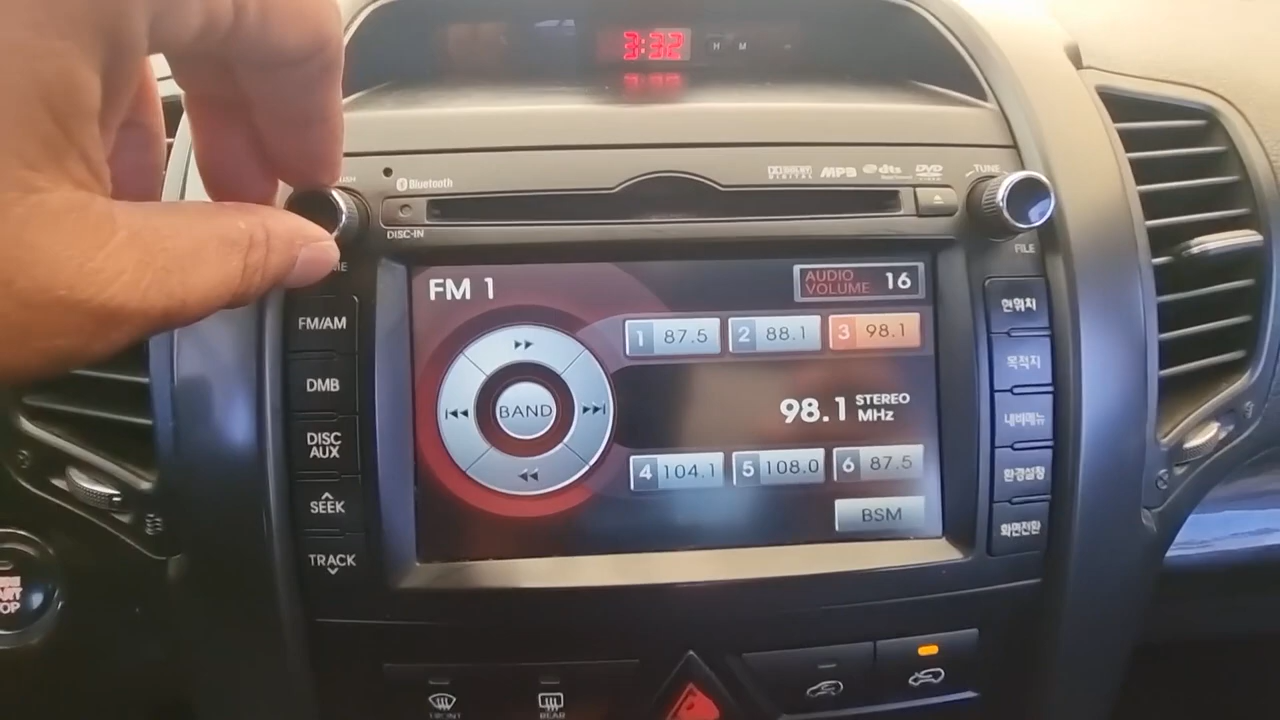 3:32
H M
Bluetooth
DOLBY DIGITAL MP3 dts DVD
TUNE
DISC-IN
FILE
FM 1
AUDIO VOLUME 16
1 87.5 2 88.1 3 98.1
BAND
98.1 STEREO MHz
4 104.1 5 108.0 6 87.5
BSM
FM/AM
DMB
DISC AUX
SEEK
TRACK
현위치
목적지
내비메뉴
환경설정
화면전환
FRONT
REAR